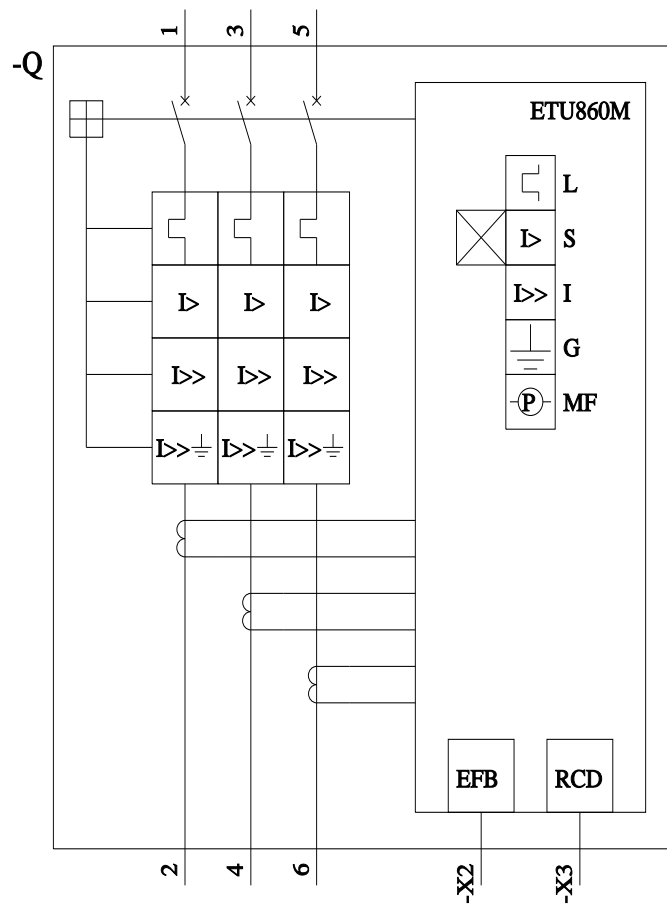 1 3 5
-Q
ETU860M
L
I> S
I> I> I> I>> I
I>> I>> I>> G
P MF
I>> I>> I>>
EFB RCD
2 4 6 -X2 -X3